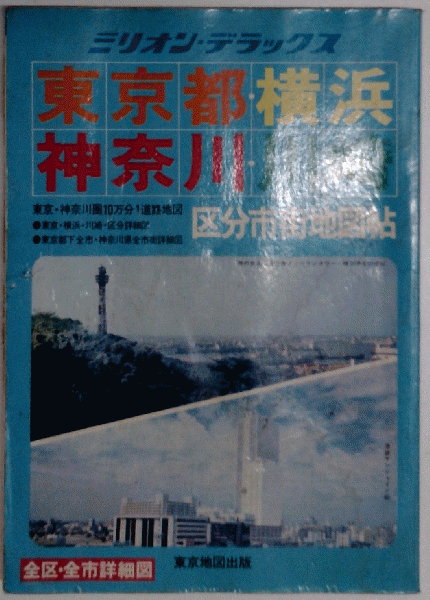 ミリオン・デラックス
東京都・横浜
神奈川・川崎
東京・神奈川圏10万分1道路地図
●東京・横浜・川崎・区分詳細図
●東京都下全市・神奈川県全市街詳細図
区分市街地図帖
全区・全市詳細図
東京地図出版